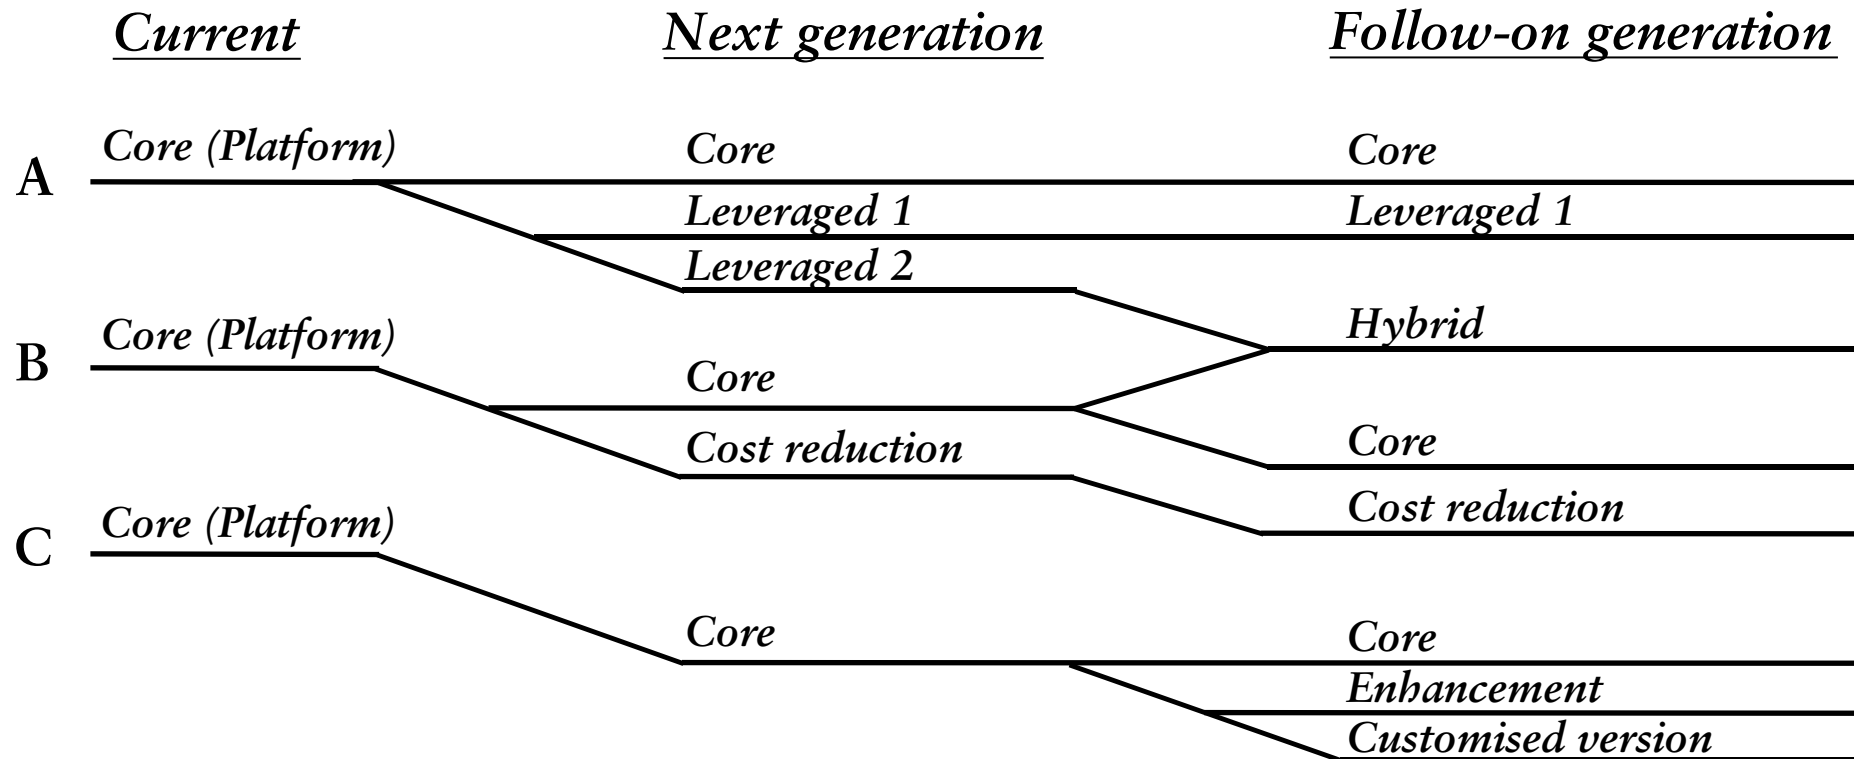 Current Next generation Follow-on generation
Core (Platform) Core Core
A
Leveraged 1 Leveraged 1
Leveraged 2
Core (Platform) Hybrid
B
Core
Core
Cost reduction
Cost reduction
Core (Platform)
C
Core Core
Enhancement
Customised version